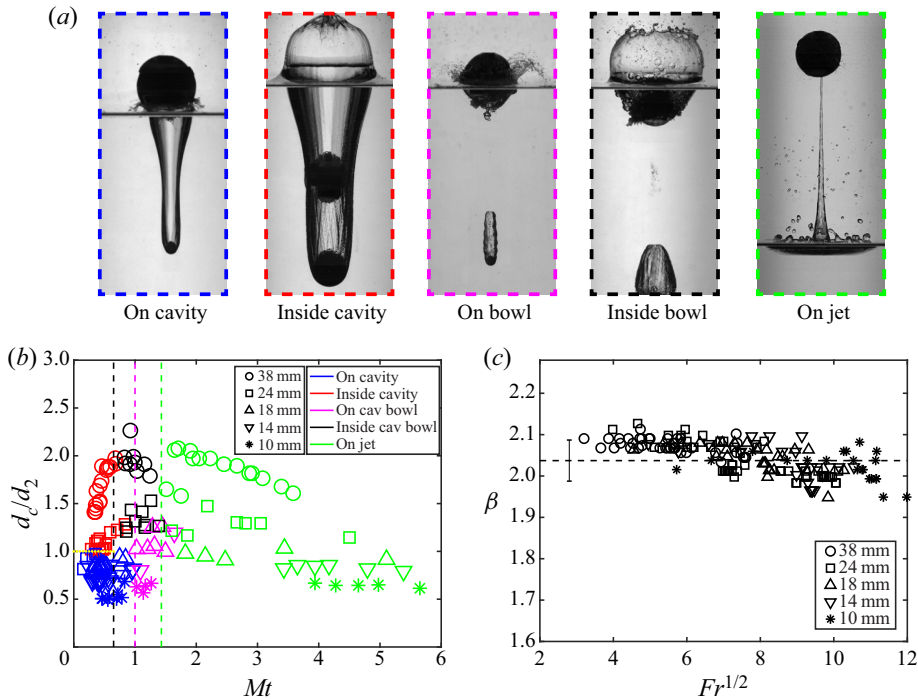 (a)
On cavity Inside cavity On bowl Inside bowl On jet
(b)
3.0
2.5
2.0
1.5
1.0
0.5
0 1 2 3 4 5 6
d_c/d_2
Mt
38 mm
24 mm
18 mm
14 mm
10 mm
On cavity
Inside cavity
On cav bowl
Inside cav bowl
On jet
(c)
2.2
2.1
2.0
1.9
1.8
1.7
1.6
2 4 6 8 10 12
β
Fr^{1/2}
38 mm
24 mm
18 mm
14 mm
10 mm